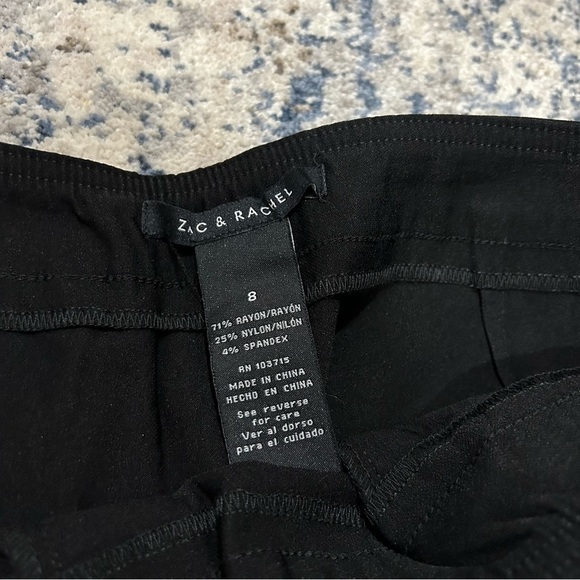 ZAC & RACHEL
8
71% RAYON/RAYÓN
25% NYLON/NILÓN
4% SPANDEX
RN 103715
MADE IN CHINA
HECHO EN CHINA
See reverse
for care
Ver al dorso
para el cuidado